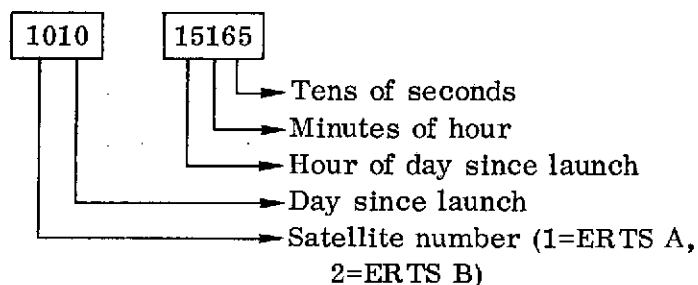 1010 15165
Tens of seconds
Minutes of hour
Hour of day since launch
Day since launch
Satellite number (1=ERTS A,
2=ERTS B)